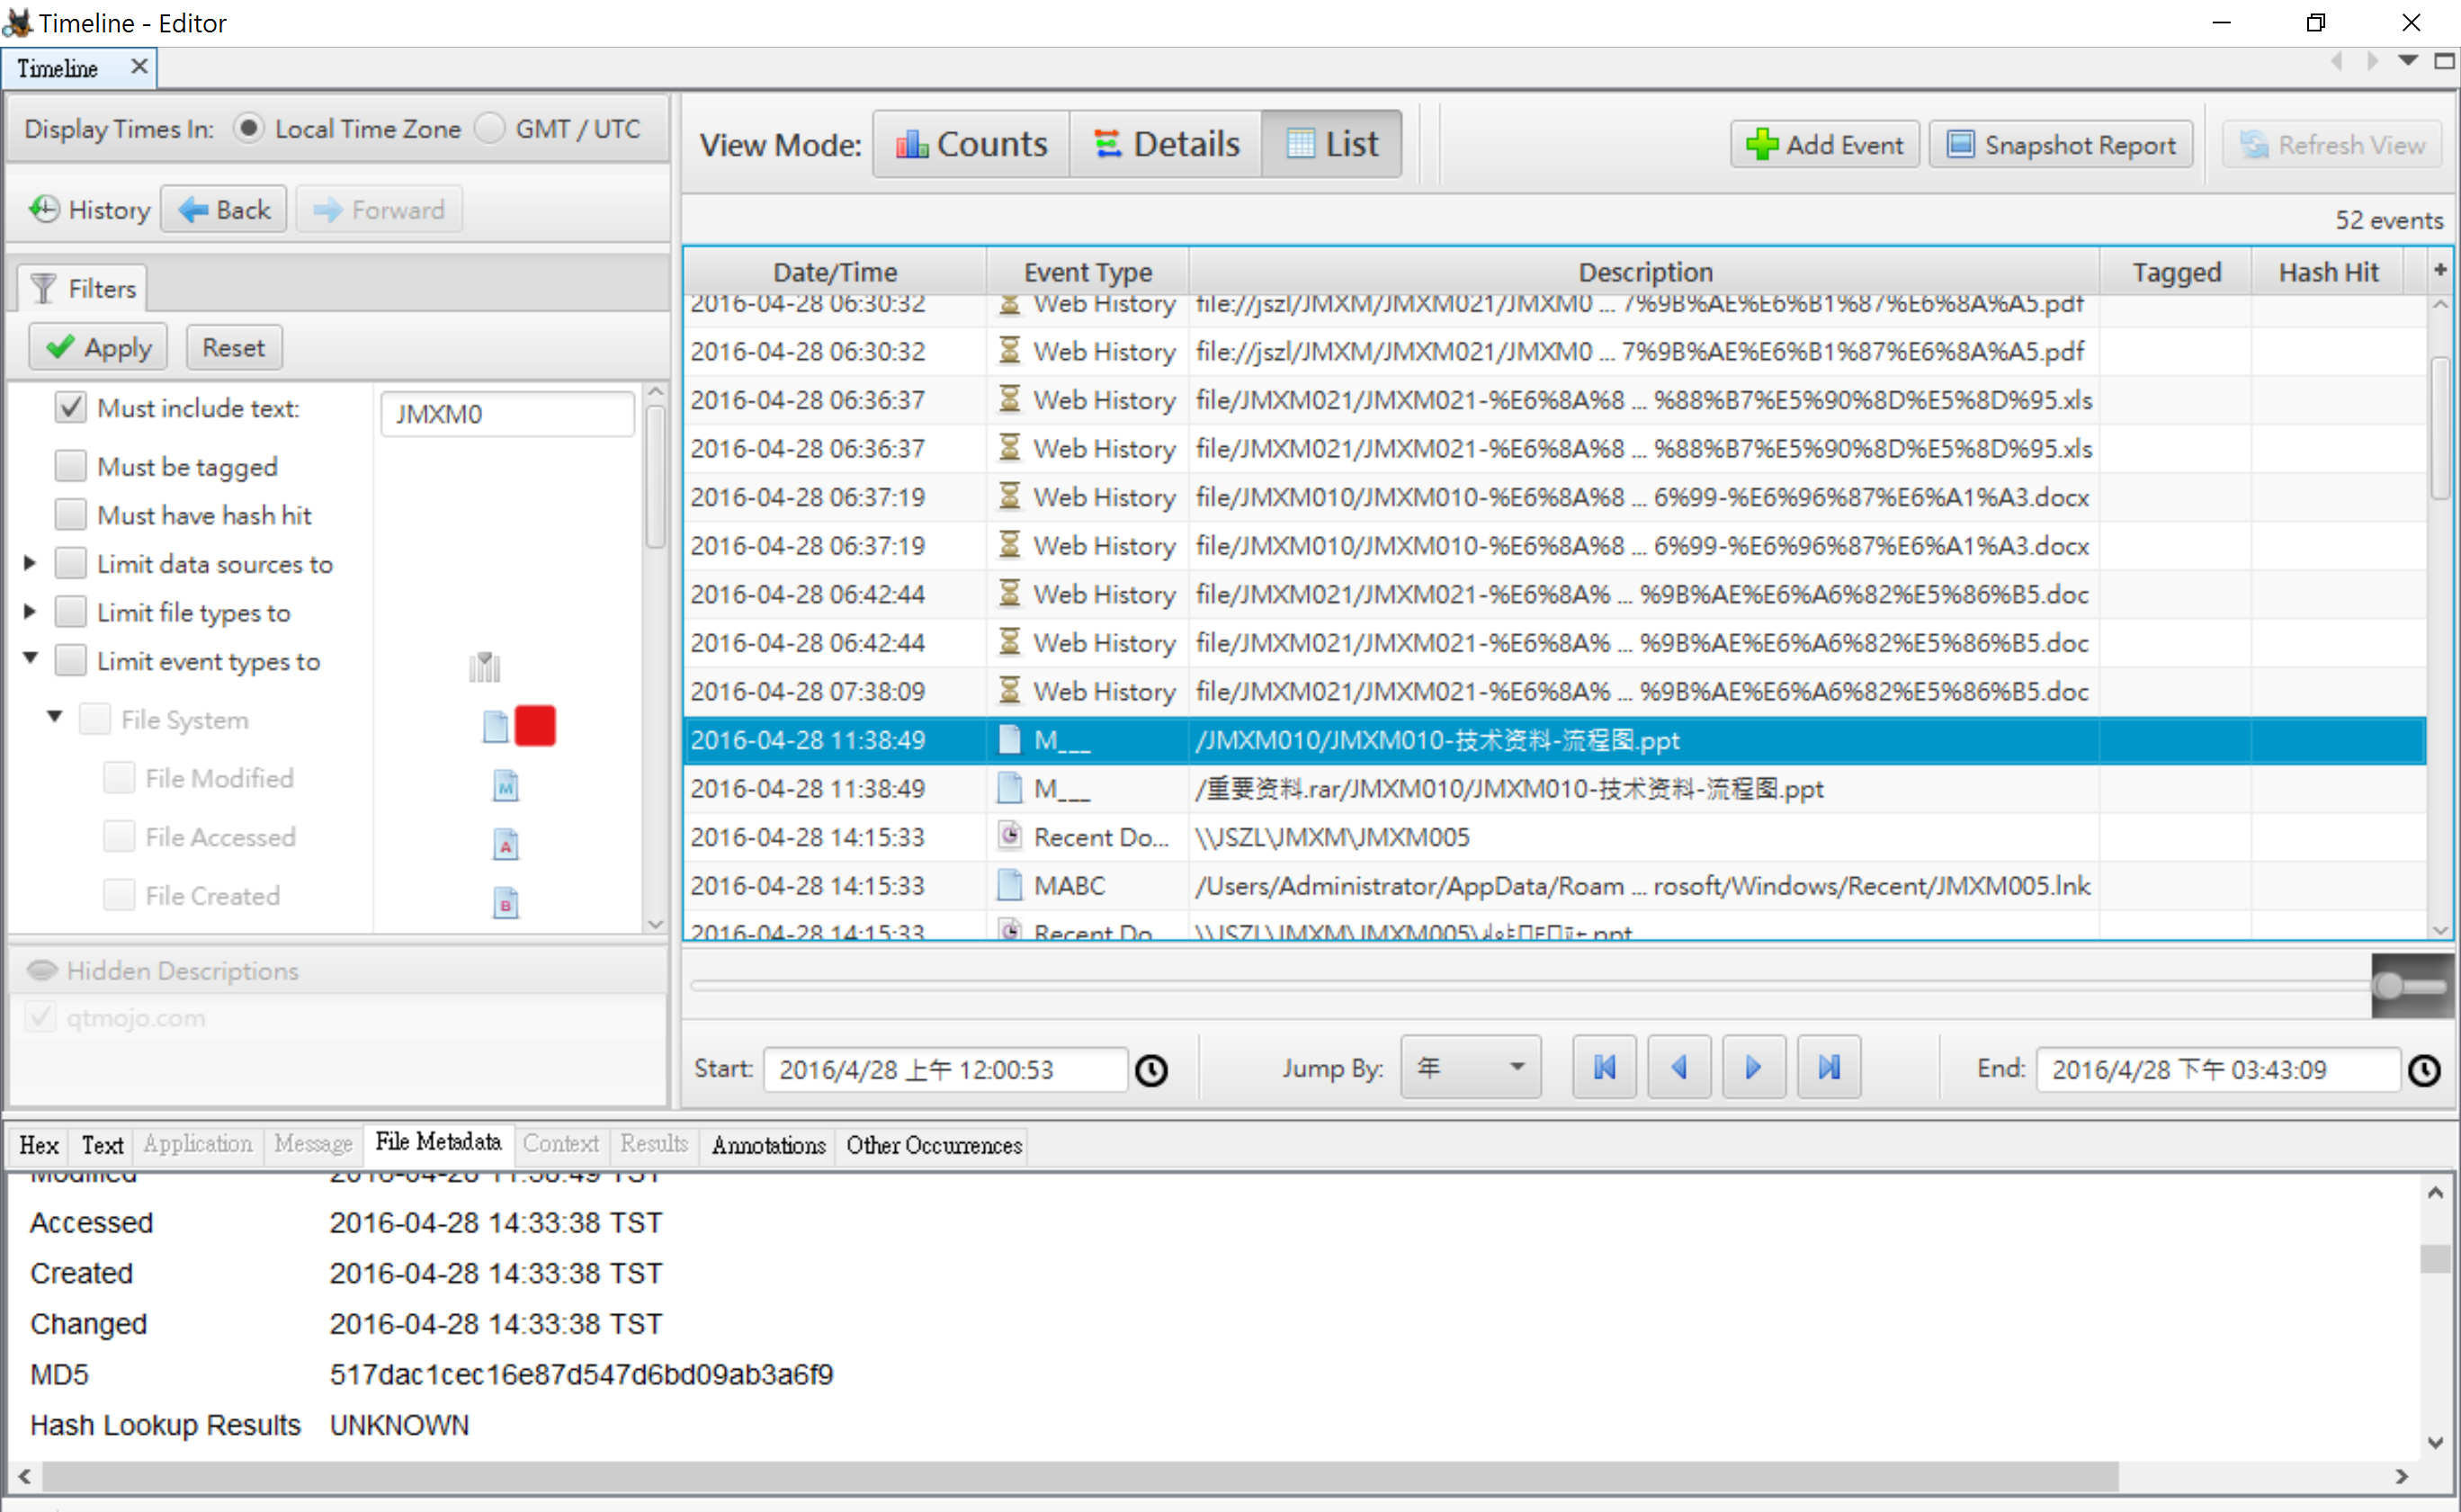 Timeline - Editor
Timeline
Display Times In: Local Time Zone GMT / UTC
History Back Forward
Filters
Apply Reset
Must include text: JMXM0
Must be tagged
Must have hash hit
Limit data sources to
Limit file types to
Limit event types to
File System
File Modified
M
File Accessed
A
File Created
B
Hidden Descriptions
qtmojo.com
View Mode: Counts Details List Add Event Snapshot Report Refresh View
52 events
Date/Time Event Type Description Tagged Hash Hit +
2016-04-28 06:30:32 Web History file://jszl/JMXM/JMXM021/JMXM0 ... 7%9B%AE%E6%B1%87%E6%8A%A5.pdf
2016-04-28 06:30:32 Web History file://jszl/JMXM/JMXM021/JMXM0 ... 7%9B%AE%E6%B1%87%E6%8A%A5.pdf
2016-04-28 06:36:37 Web History file/JMXM021/JMXM021-%E6%8A%8 ... %88%B7%E5%90%8D%E5%8D%95.xls
2016-04-28 06:36:37 Web History file/JMXM021/JMXM021-%E6%8A%8 ... %88%B7%E5%90%8D%E5%8D%95.xls
2016-04-28 06:37:19 Web History file/JMXM010/JMXM010-%E6%8A%8 ... 6%99-%E6%96%87%E6%A1%A3.docx
2016-04-28 06:37:19 Web History file/JMXM010/JMXM010-%E6%8A%8 ... 6%99-%E6%96%87%E6%A1%A3.docx
2016-04-28 06:42:44 Web History file/JMXM021/JMXM021-%E6%8A% ... %9B%AE%E6%A6%82%E5%86%B5.doc
2016-04-28 06:42:44 Web History file/JMXM021/JMXM021-%E6%8A% ... %9B%AE%E6%A6%82%E5%86%B5.doc
2016-04-28 07:38:09 Web History file/JMXM021/JMXM021-%E6%8A% ... %9B%AE%E6%A6%82%E5%86%B5.doc
2016-04-28 11:38:49 M___ /JMXM010/JMXM010-技术资料-流程图.ppt
2016-04-28 11:38:49 M___ /重要资料.rar/JMXM010/JMXM010-技术资料-流程图.ppt
2016-04-28 14:15:33 Recent Do... \\JSZL\JMXM\JMXM005
2016-04-28 14:15:33 MABC /Users/Administrator/AppData/Roam ... rosoft/Windows/Recent/JMXM005.lnk
2016-04-28 14:15:33 Recent Do...
Start: 2016/4/28 上午 12:00:53 Jump By: 年 End: 2016/4/28 下午 03:43:09
Hex Text Application Message File Metadata Context Results Annotations Other Occurrences
Modified 2016-04-28 11:38:49 TST
Accessed 2016-04-28 14:33:38 TST
Created 2016-04-28 14:33:38 TST
Changed 2016-04-28 14:33:38 TST
MD5 517dac1cec16e87d547d6bd09ab3a6f9
Hash Lookup Results UNKNOWN